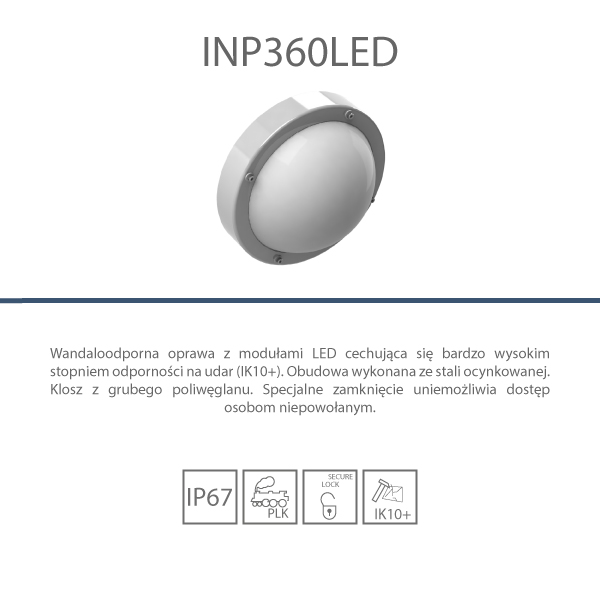 INP360LED
Wandaloodporna oprawa z modułami LED cechująca się bardzo wysokim
stopniem odporności na udar (IK10+). Obudowa wykonana ze stali ocynkowanej.
Klosz z grubego poliwęglanu. Specjalne zamknięcie uniemożliwia dostęp
osobom niepowołanym.
IP67
PLK
SECURE
LOCK
IK10+